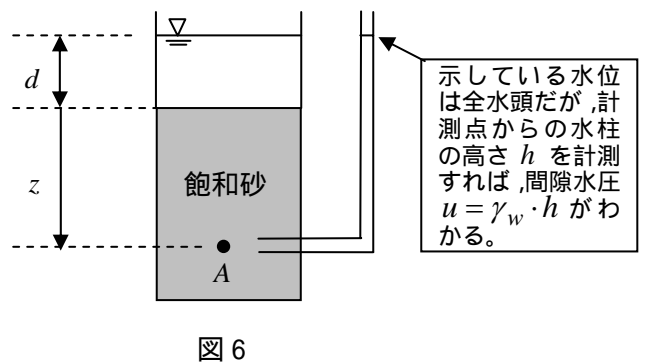 d
z
飽和砂
A
示している水位
は全水頭だが ,計
測点からの水柱
の高さ h を計測
すれば ,間隙水圧
u = γw · h がわ
かる。
図 6